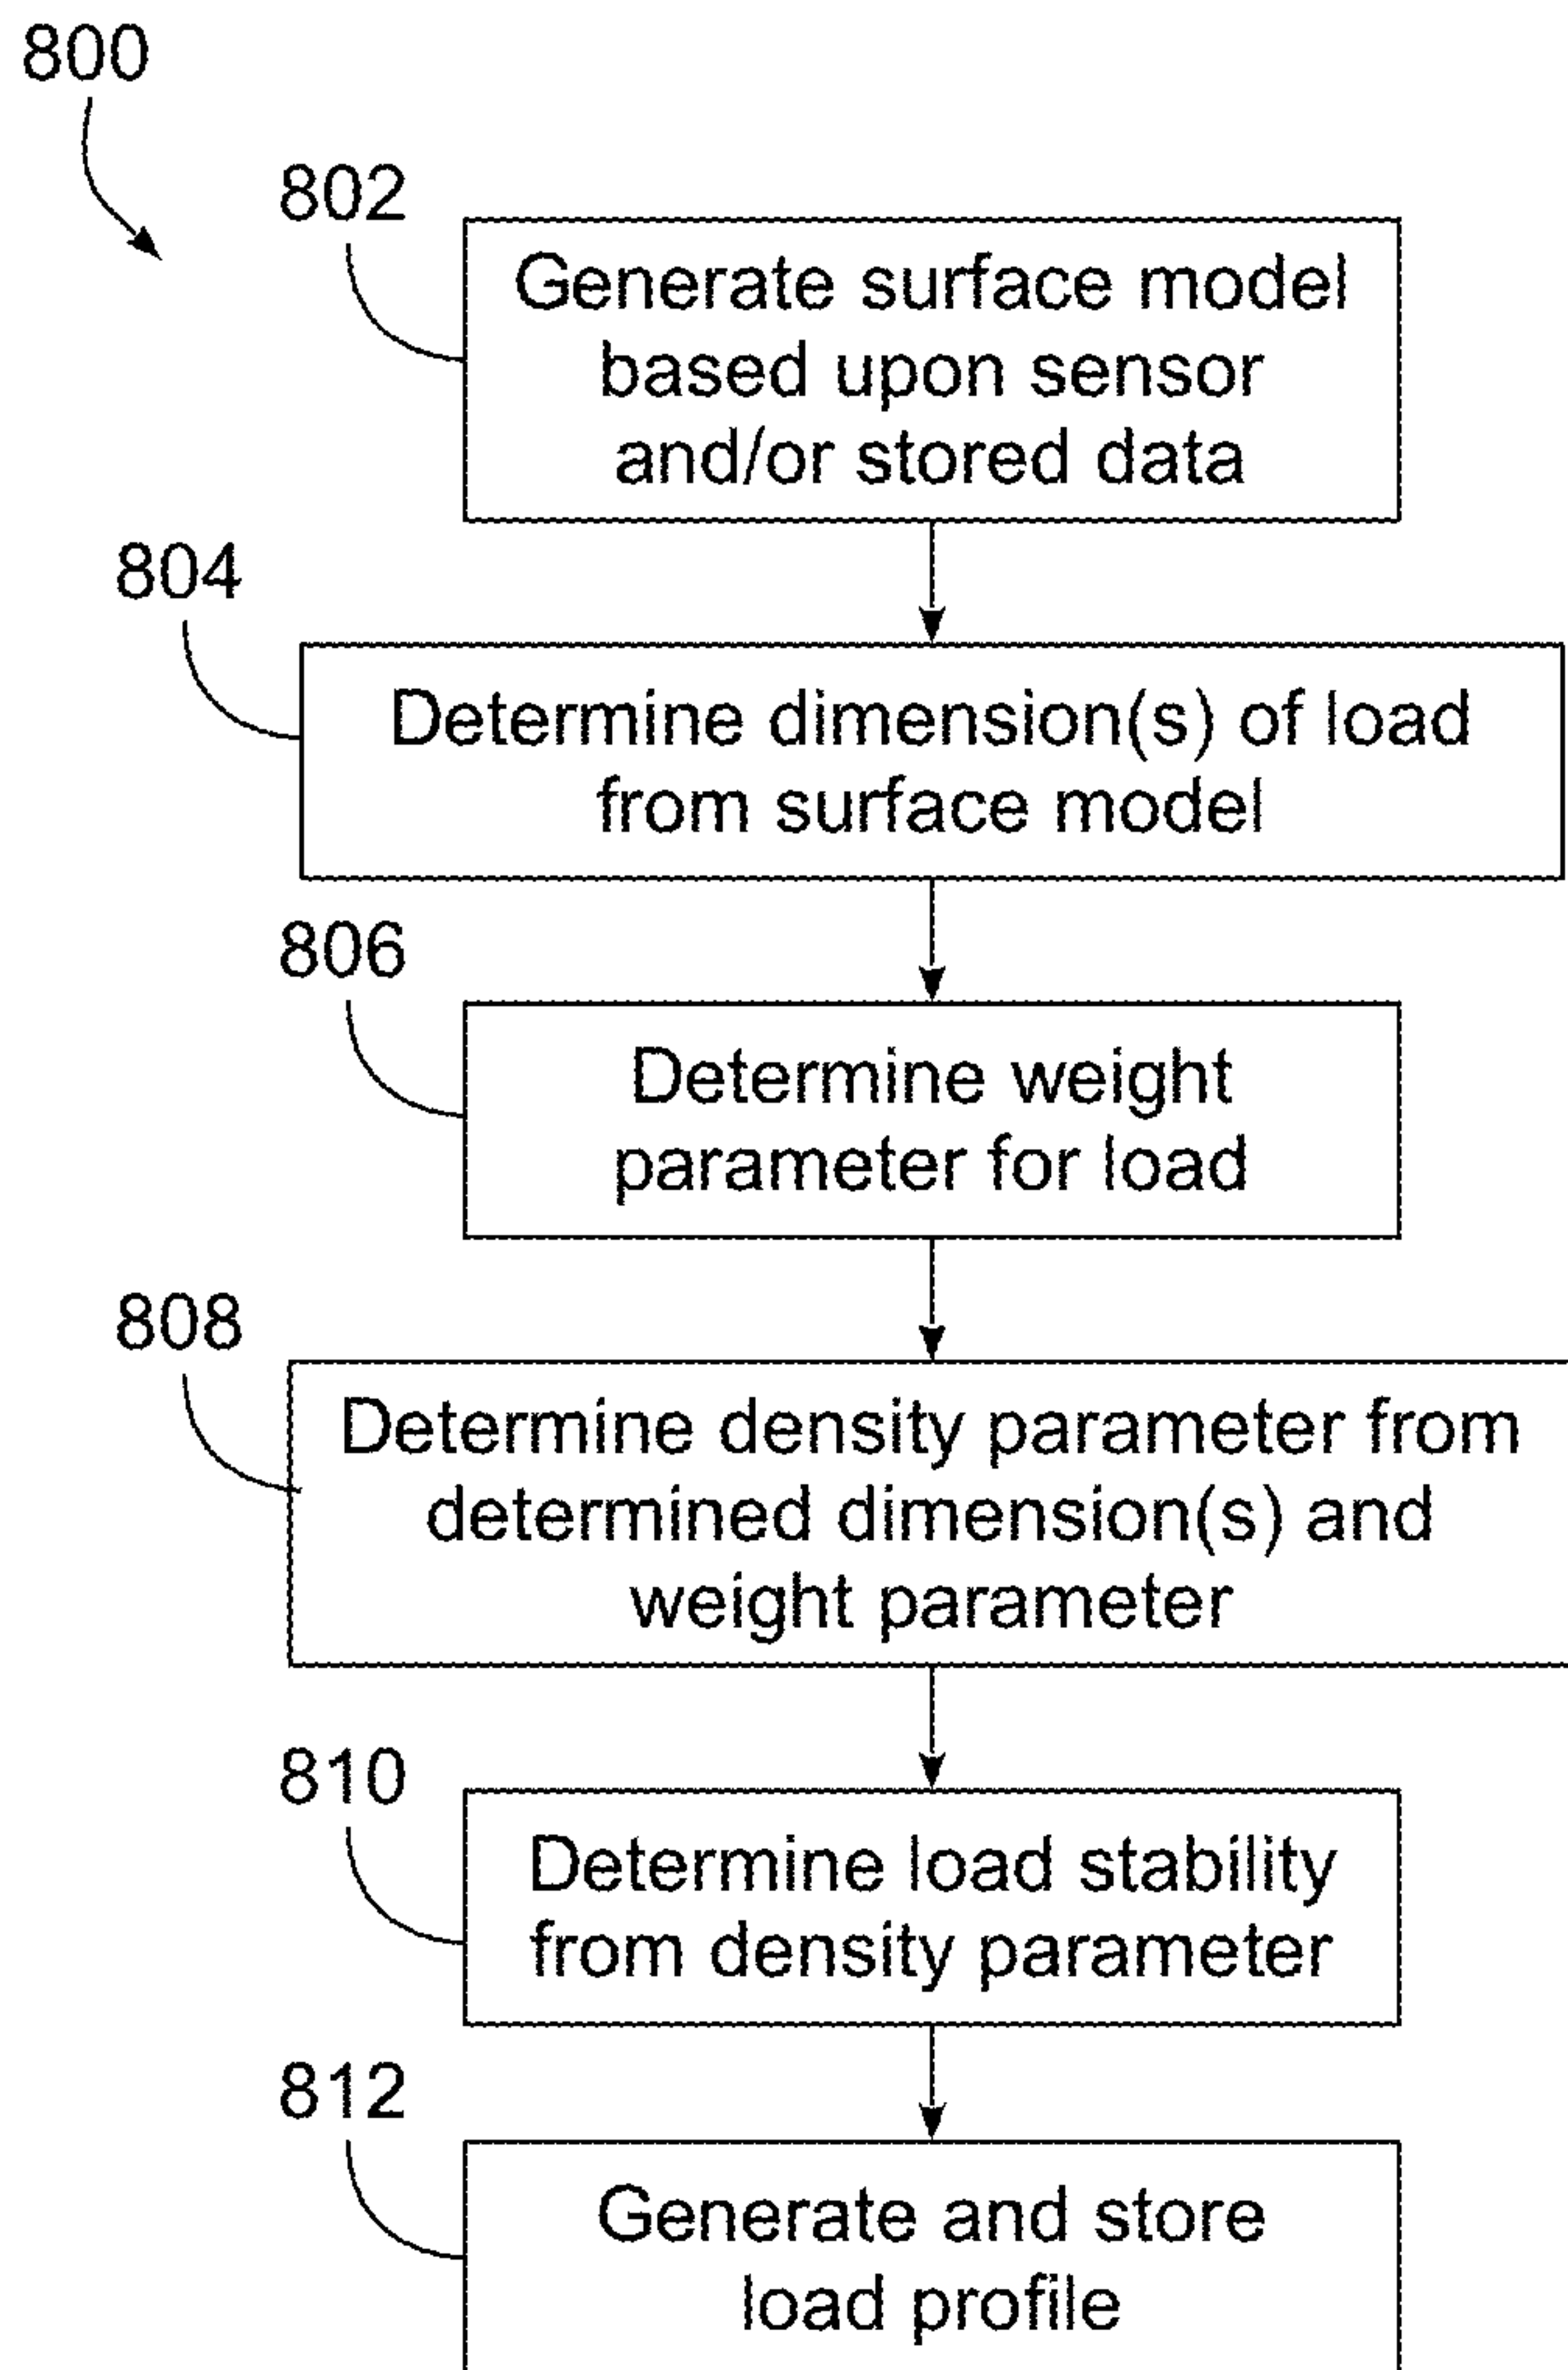 800
802
Generate surface model
based upon sensor
and/or stored data
804
Determine dimension(s) of load
from surface model
806
Determine weight
parameter for load
808
Determine density parameter from
determined dimension(s) and
weight parameter
810
Determine load stability
from density parameter
812
Generate and store
load profile